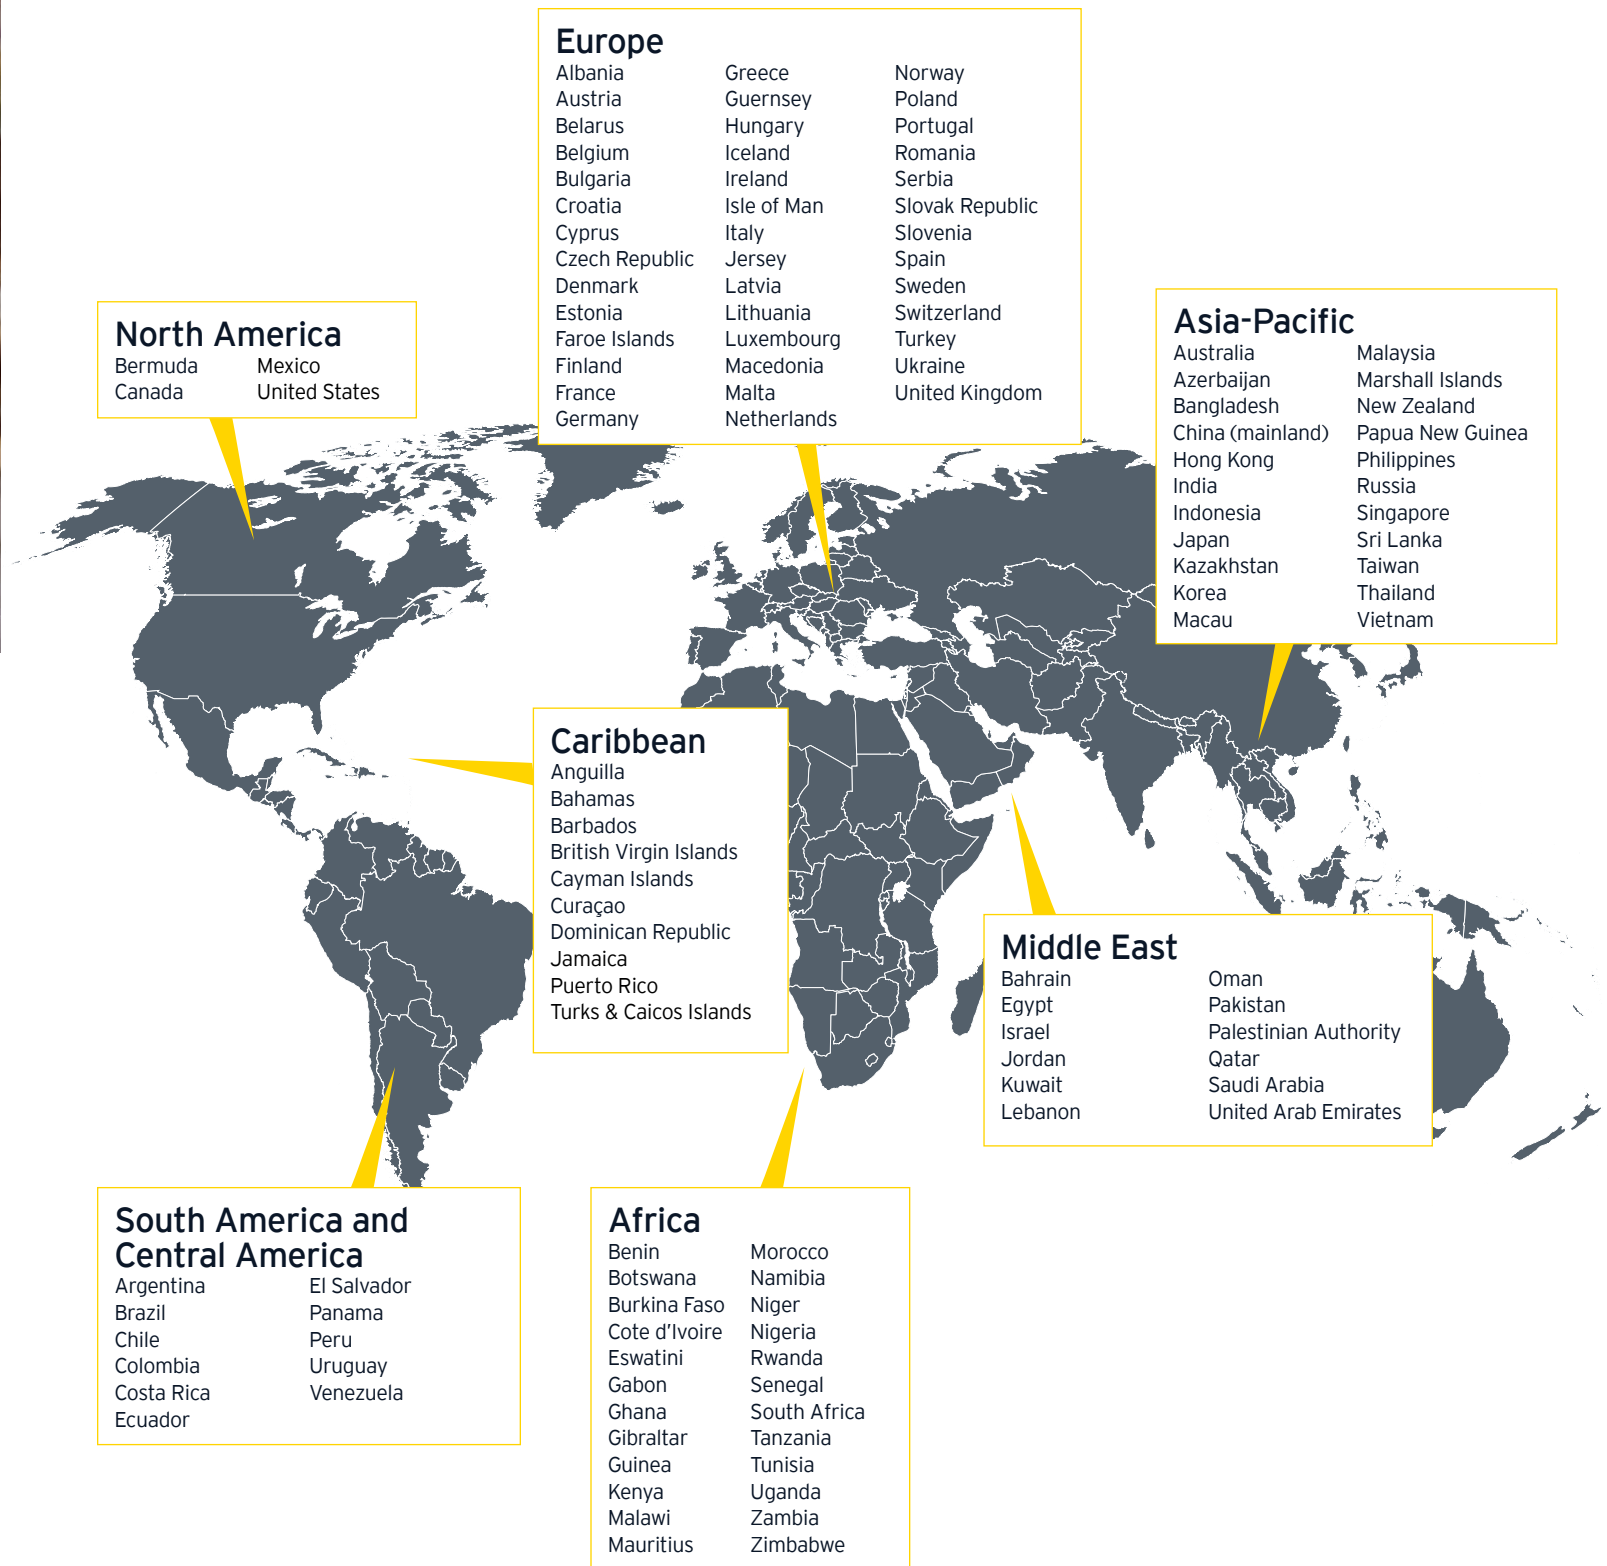 Europe
Albania
Austria
Belarus
Belgium
Bulgaria
Croatia
Cyprus
Czech Republic
Denmark
Estonia
Faroe Islands
Finland
France
Germany
Greece
Guernsey
Hungary
Iceland
Ireland
Isle of Man
Italy
Jersey
Latvia
Lithuania
Luxembourg
Macedonia
Malta
Netherlands
Norway
Poland
Portugal
Romania
Serbia
Slovak Republic
Slovenia
Spain
Sweden
Switzerland
Turkey
Ukraine
United Kingdom
North America
Bermuda
Canada
Mexico
United States
Asia-Pacific
Australia
Azerbaijan
Bangladesh
China (mainland)
Hong Kong
India
Indonesia
Japan
Kazakhstan
Korea
Macau
Malaysia
Marshall Islands
New Zealand
Papua New Guinea
Philippines
Russia
Singapore
Sri Lanka
Taiwan
Thailand
Vietnam
Caribbean
Anguilla
Bahamas
Barbados
British Virgin Islands
Cayman Islands
Curaçao
Dominican Republic
Jamaica
Puerto Rico
Turks & Caicos Islands
Middle East
Bahrain
Egypt
Israel
Jordan
Kuwait
Lebanon
Oman
Pakistan
Palestinian Authority
Qatar
Saudi Arabia
United Arab Emirates
South America and
Central America
Argentina
Brazil
Chile
Colombia
Costa Rica
Ecuador
El Salvador
Panama
Peru
Uruguay
Venezuela
Africa
Benin
Botswana
Burkina Faso
Cote d’Ivoire
Eswatini
Gabon
Ghana
Gibraltar
Guinea
Kenya
Malawi
Mauritius
Morocco
Namibia
Niger
Nigeria
Rwanda
Senegal
South Africa
Tanzania
Tunisia
Uganda
Zambia
Zimbabwe